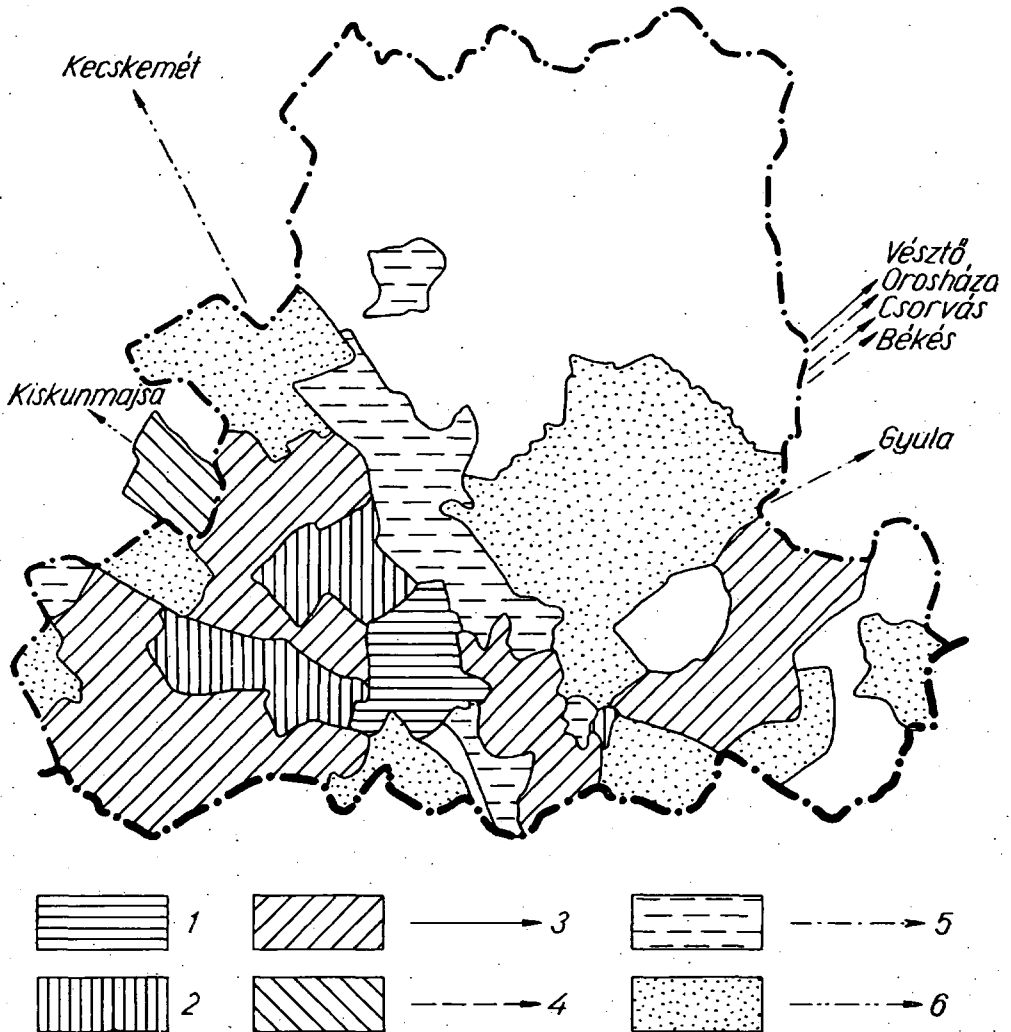 Kecskemét
Vésztő
Orosháza
Csorvás
Békés
Kiskunmajsa
Gyula
1
3
5
2
4
6